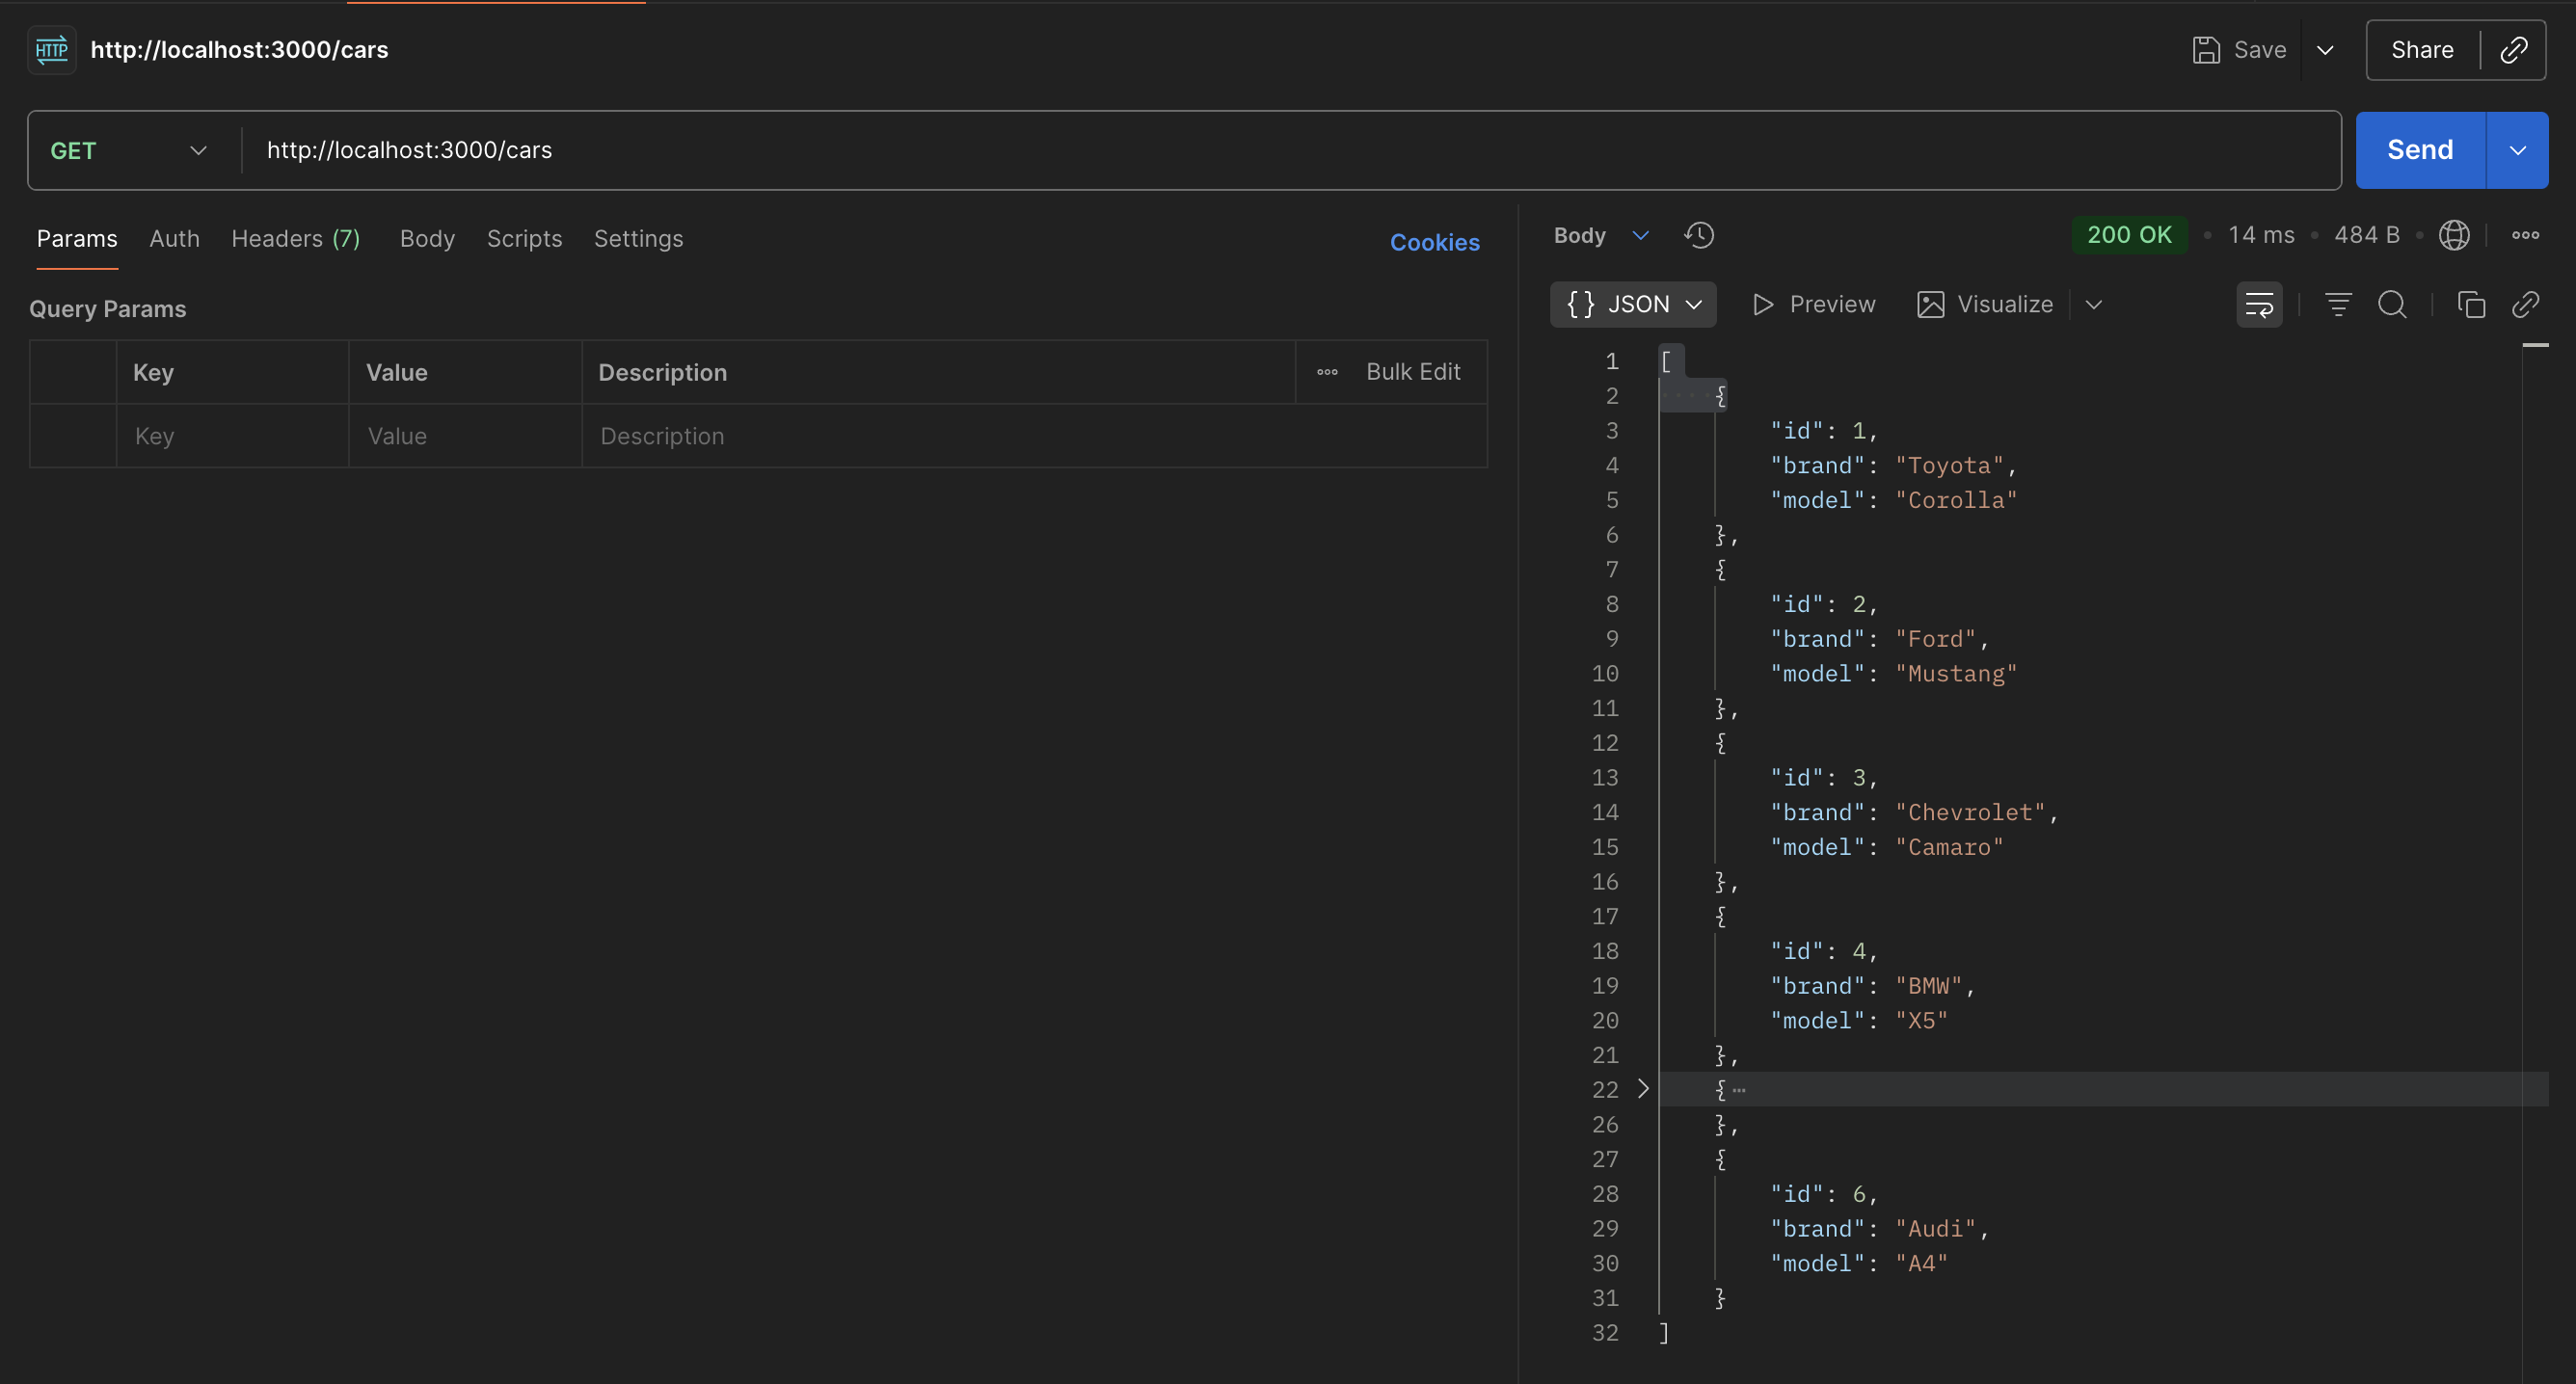 HTTP http://localhost:3000/cars Save Share
GET http://localhost:3000/cars Send
Params Auth Headers (7) Body Scripts Settings Cookies
Query Params
Key Value Description Bulk Edit
Key Value Description
Body 200 OK • 14 ms • 484 B •
{} JSON Preview Visualize
1 [
2 {
3 "id": 1,
4 "brand": "Toyota",
5 "model": "Corolla"
6 },
7 {
8 "id": 2,
9 "brand": "Ford",
10 "model": "Mustang"
11 },
12 {
13 "id": 3,
14 "brand": "Chevrolet",
15 "model": "Camaro"
16 },
17 {
18 "id": 4,
19 "brand": "BMW",
20 "model": "X5"
21 },
22 { …
26 },
27 {
28 "id": 6,
29 "brand": "Audi",
30 "model": "A4"
31 }
32 ]